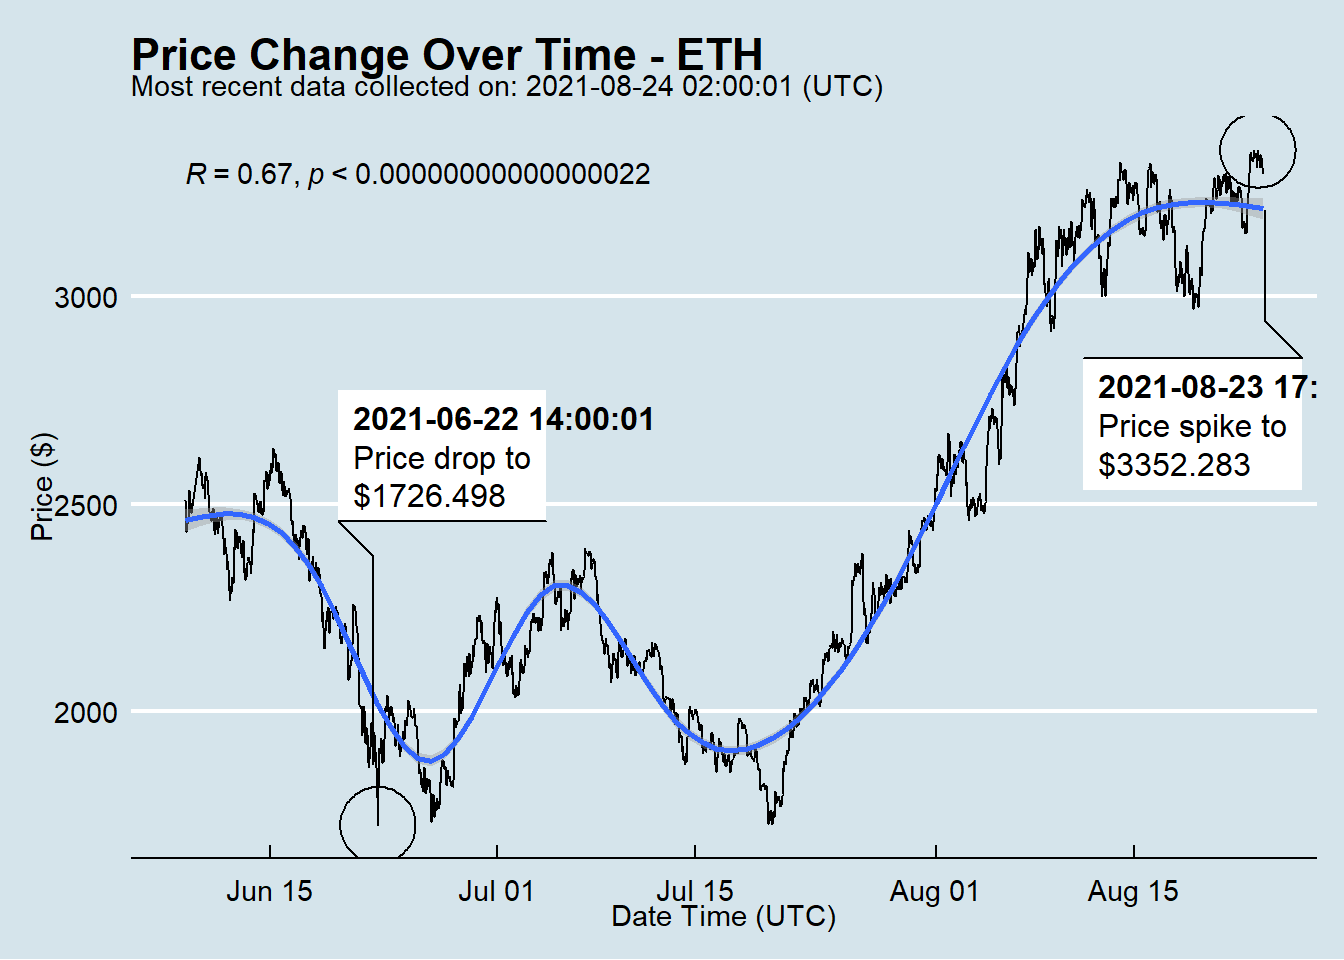 Price Change Over Time - ETH
Most recent data collected on: 2021-08-24 02:00:01 (UTC)
R = 0.67, p < 0.00000000000000022
3000
2500
2000
Price ($)
2021-06-22 14:00:01
Price drop to
$1726.498
2021-08-23 17:
Price spike to
$3352.283
Jun 15
Jul 01
Jul 15
Aug 01
Aug 15
Date Time (UTC)